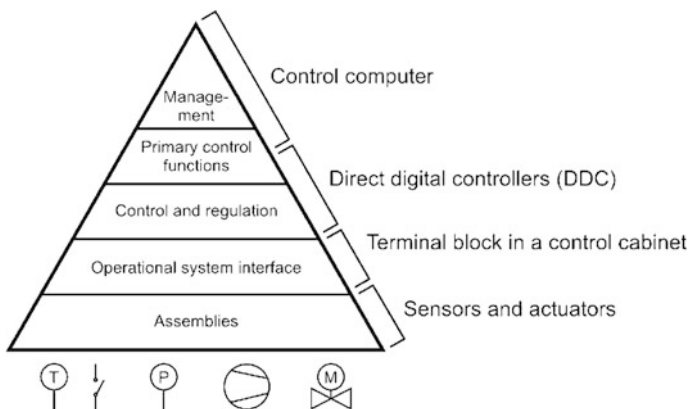 Manage-
ment
Primary control
functions
Control and regulation
Operational system interface
Assemblies
Control computer
Direct digital controllers (DDC)
Terminal block in a control cabinet
Sensors and actuators
T
P
M